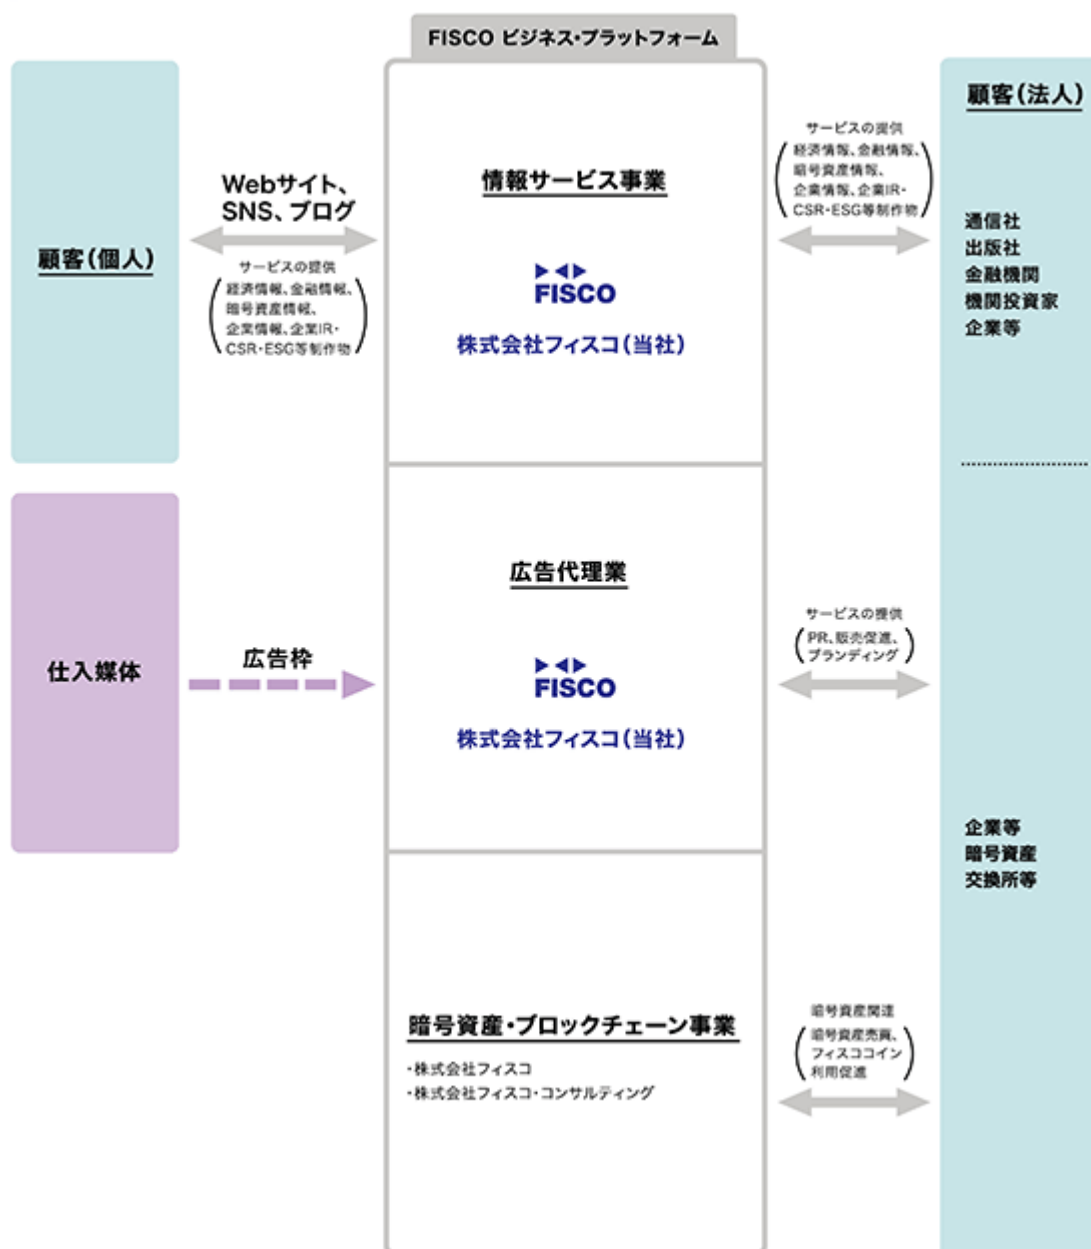 FISCO ビジネス・プラットフォーム
顧客(個人)
Webサイト、
SNS、ブログ
サービスの提供
経済情報、金融情報、
暗号資産情報、
企業情報、企業IR・
CSR・ESG等制作物
情報サービス事業
FISCO
株式会社フィスコ(当社)
サービスの提供
経済情報、金融情報、
暗号資産情報、
企業情報、企業IR・
CSR・ESG等制作物
顧客(法人)
通信社
出版社
金融機関
機関投資家
企業等
仕入媒体
広告枠
広告代理業
FISCO
株式会社フィスコ(当社)
サービスの提供
PR、販売促進、
ブランディング
企業等
暗号資産
交換所等
暗号資産・ブロックチェーン事業
・株式会社フィスコ
・株式会社フィスコ・コンサルティング
暗号資産関連
暗号資産売買、
フィスココイン
利用促進